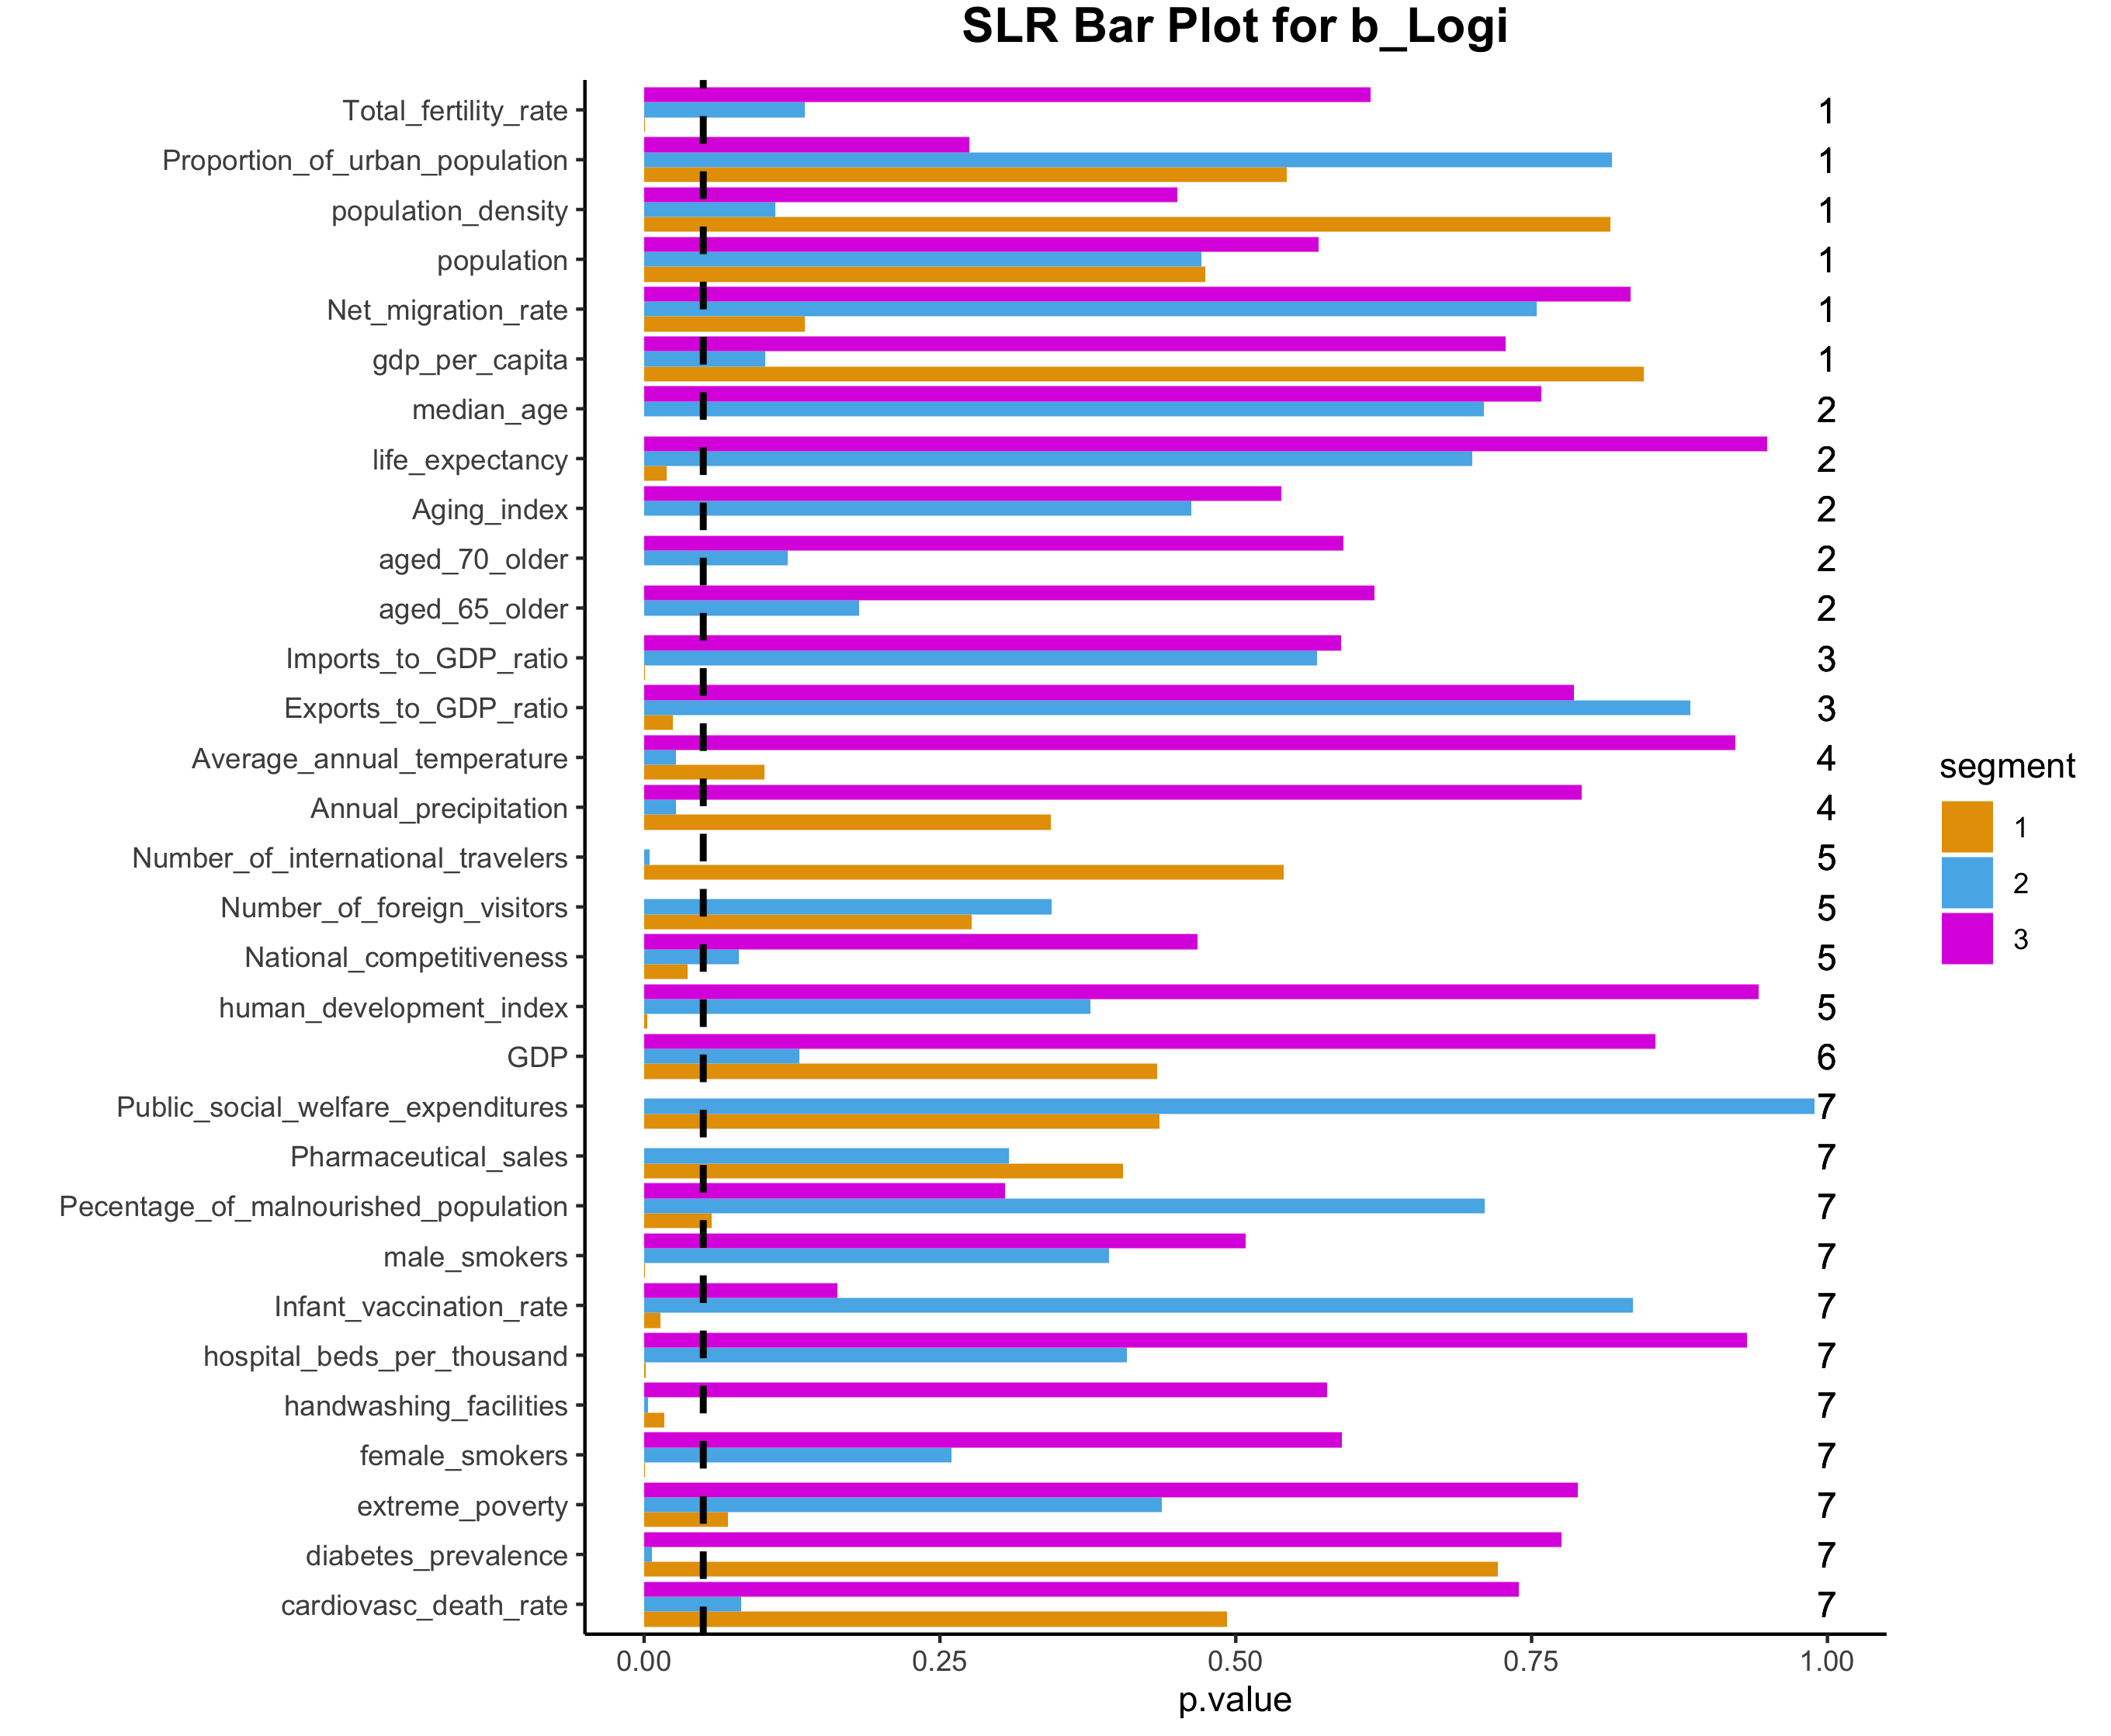 SLR Bar Plot for b_Logi
Total_fertility_rate 1
Proportion_of_urban_population 1
population_density 1
population 1
Net_migration_rate 1
gdp_per_capita 1
median_age 2
life_expectancy 2
Aging_index 2
aged_70_older 2
aged_65_older 2
Imports_to_GDP_ratio 3
Exports_to_GDP_ratio 3
Average_annual_temperature 4
Annual_precipitation 4
Number_of_international_travelers 5
Number_of_foreign_visitors 5
National_competitiveness 5
human_development_index 5
GDP 6
Public_social_welfare_expenditures 7
Pharmaceutical_sales 7
Pecentage_of_malnourished_population 7
male_smokers 7
Infant_vaccination_rate 7
hospital_beds_per_thousand 7
handwashing_facilities 7
female_smokers 7
extreme_poverty 7
diabetes_prevalence 7
cardiovasc_death_rate 7
0.00 0.25 0.50 0.75 1.00
p.value
segment
1
2
3